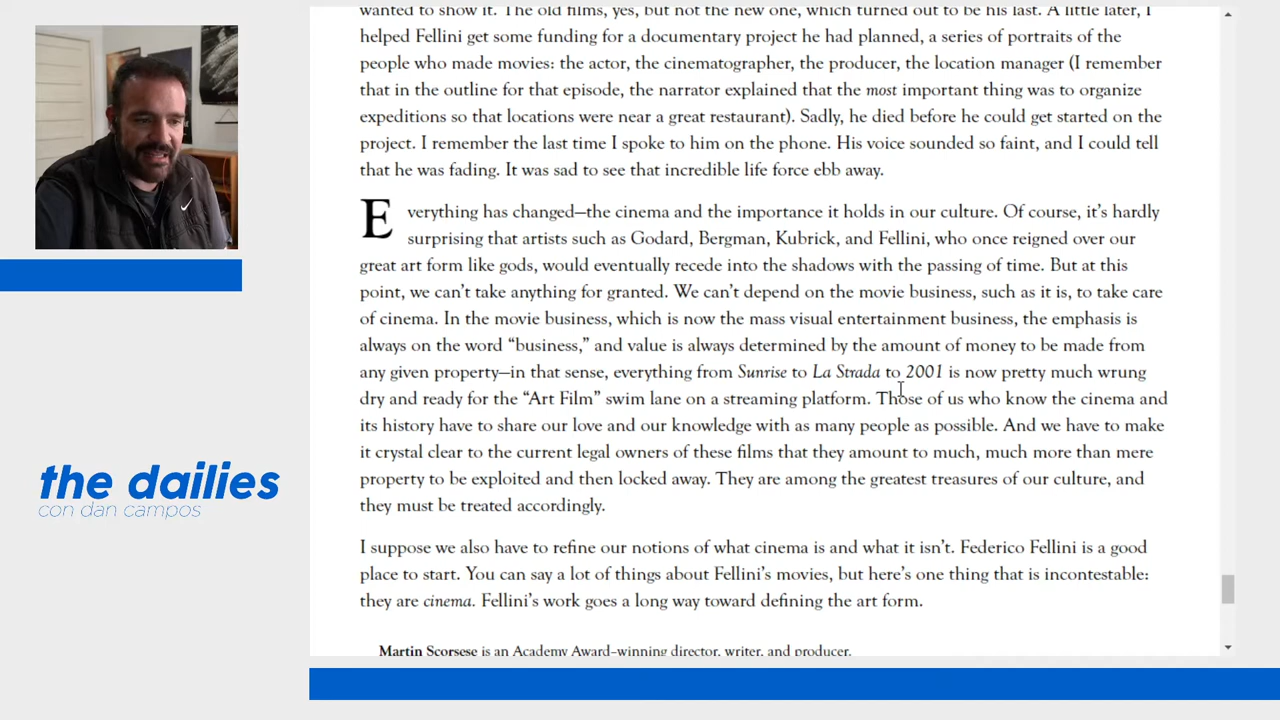 wanted to show it. The old films, yes, but not the new one, which turned out to be his last. A little later, I
helped Fellini get some funding for a documentary project he had planned, a series of portraits of the
people who made movies: the actor, the cinematographer, the producer, the location manager (I remember
that in the outline for that episode, the narrator explained that the most important thing was to organize
expeditions so that locations were near a great restaurant). Sadly, he died before he could get started on the
project. I remember the last time I spoke to him on the phone. His voice sounded so faint, and I could tell
that he was fading. It was sad to see that incredible life force ebb away.
Everything has changed—the cinema and the importance it holds in our culture. Of course, it’s hardly
surprising that artists such as Godard, Bergman, Kubrick, and Fellini, who once reigned over our
great art form like gods, would eventually recede into the shadows with the passing of time. But at this
point, we can’t take anything for granted. We can’t depend on the movie business, such as it is, to take care
of cinema. In the movie business, which is now the mass visual entertainment business, the emphasis is
always on the word “business,” and value is always determined by the amount of money to be made from
any given property—in that sense, everything from Sunrise to La Strada to 2001 is now pretty much wrung
dry and ready for the “Art Film” swim lane on a streaming platform. Those of us who know the cinema and
its history have to share our love and our knowledge with as many people as possible. And we have to make
it crystal clear to the current legal owners of these films that they amount to much, much more than mere
property to be exploited and then locked away. They are among the greatest treasures of our culture, and
they must be treated accordingly.
I suppose we also have to refine our notions of what cinema is and what it isn’t. Federico Fellini is a good
place to start. You can say a lot of things about Fellini’s movies, but here’s one thing that is incontestable:
they are cinema. Fellini’s work goes a long way toward defining the art form.
Martin Scorsese is an Academy Award–winning director, writer, and producer.
the dailies
con dan campos